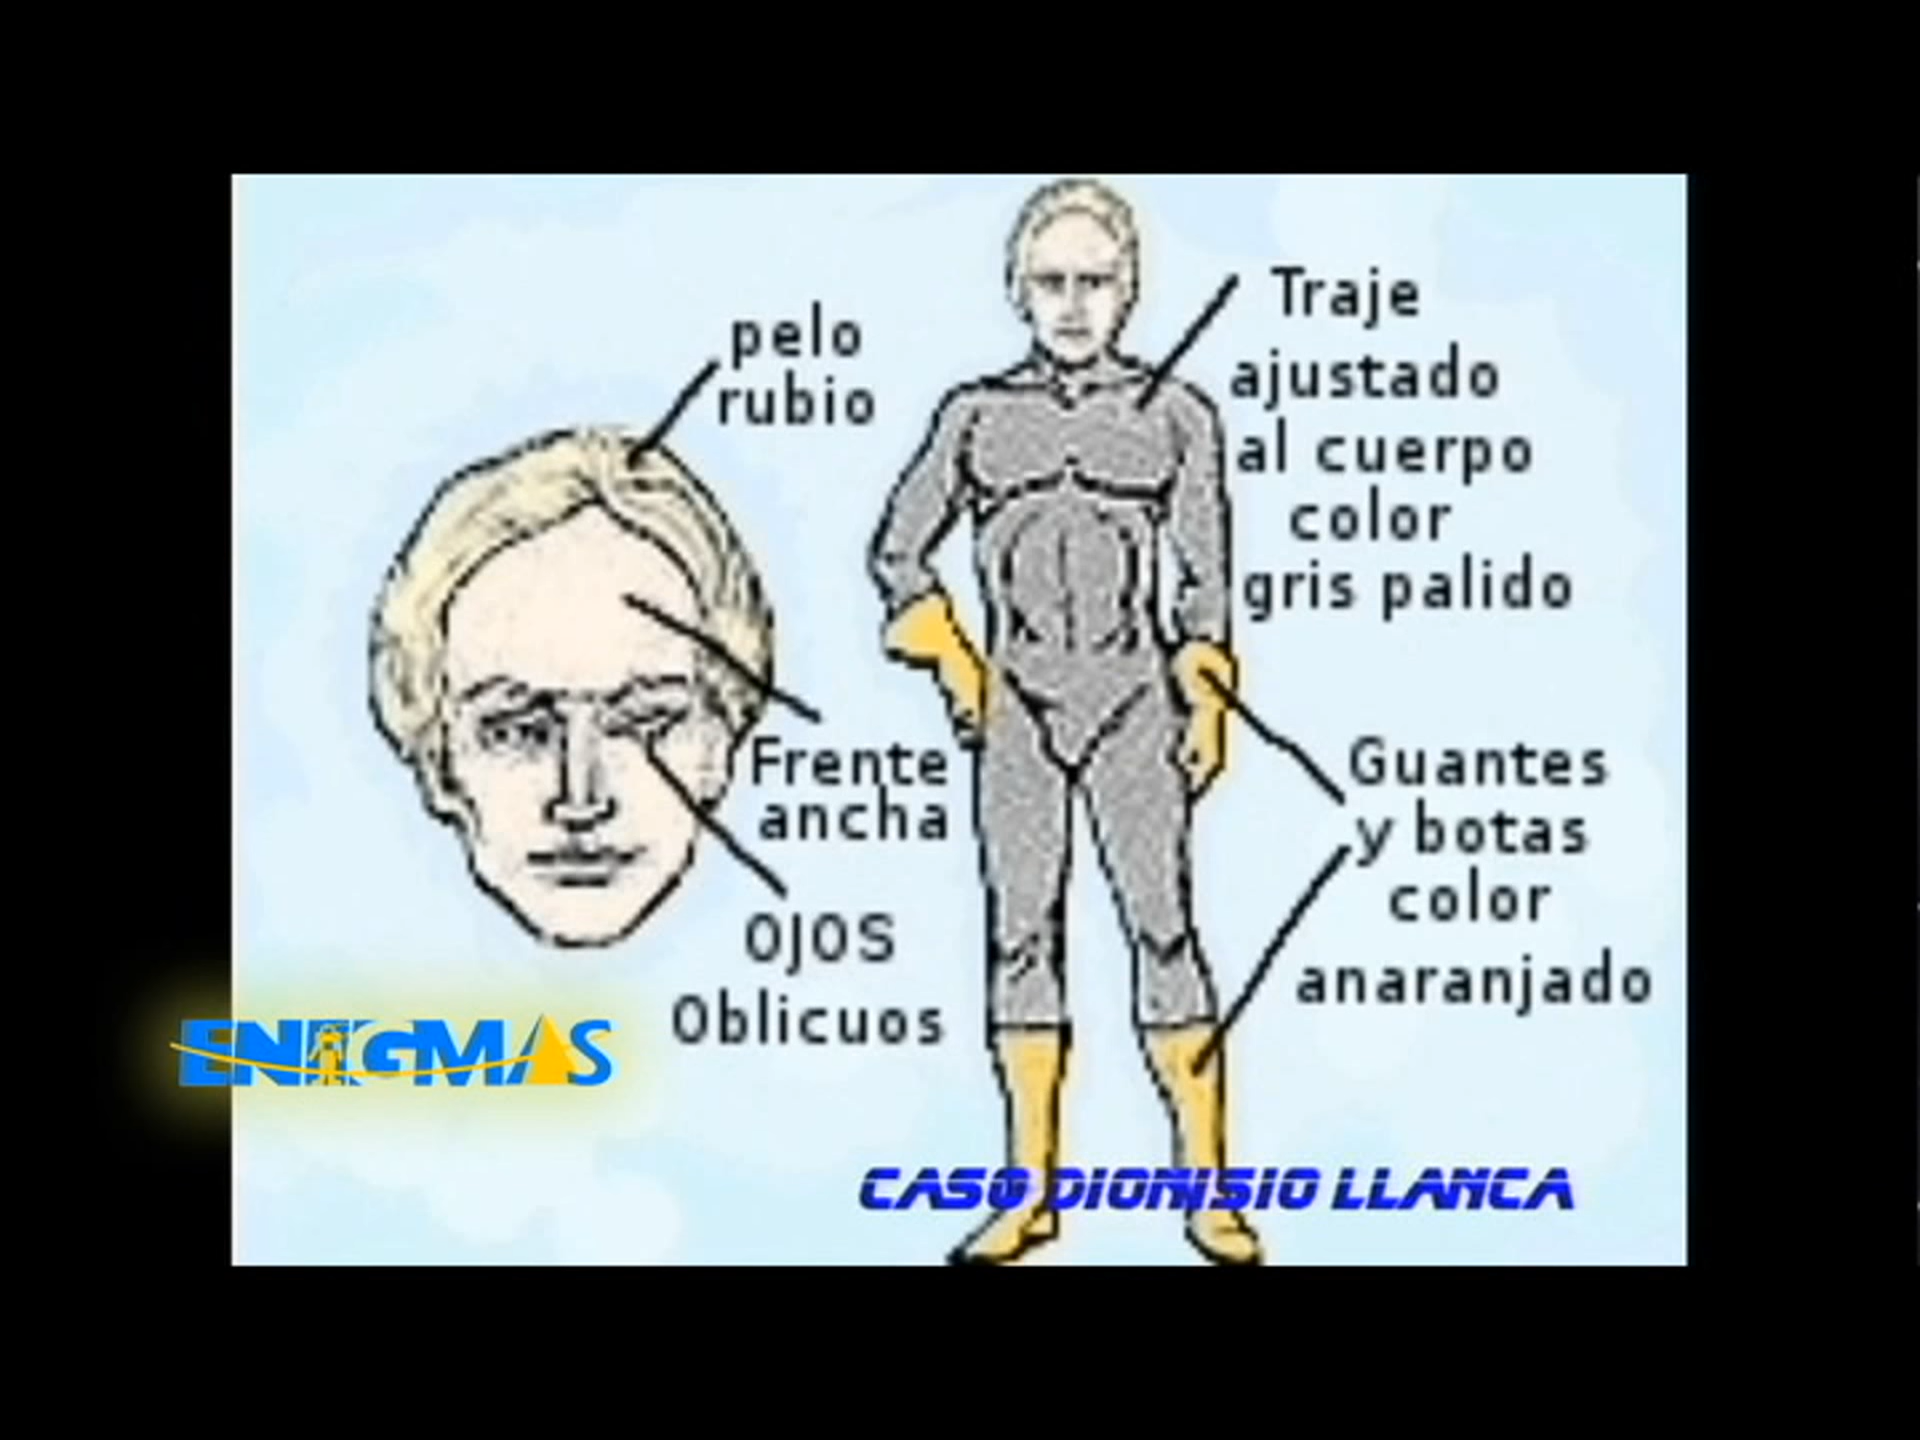 pelo
rubio
Frente
ancha
OJOS
Oblicuos
Traje
ajustado
al cuerpo
color
gris palido
Guantes
y botas
color
anaranjado
ENIGMAS
CASO DIONISIO LLANCA